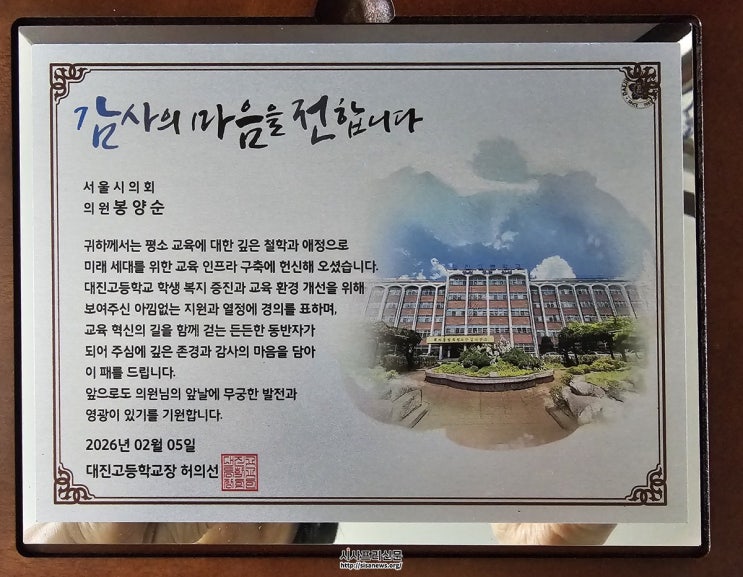 감사의 마음을 전합니다
서울시의회
의원 봉양순
귀하께서는 평소 교육에 대한 깊은 철학과 애정으로
미래 세대를 위한 교육 인프라 구축에 헌신해 오셨습니다.
대진고등학교 학생 복지 증진과 교육 환경 개선을 위해
보여주신 아낌없는 지원과 열정에 경의를 표하며,
교육 혁신의 길을 함께 걷는 든든한 동반자가
되어 주심에 깊은 존경과 감사의 마음을 담아
이 패를 드립니다.
앞으로도 의원님의 앞날에 무궁한 발전과
영광이 있기를 기원합니다.
2026년 02월 05일
대진고등학교장 허의선
시사프리신문
http://sisanews.org/